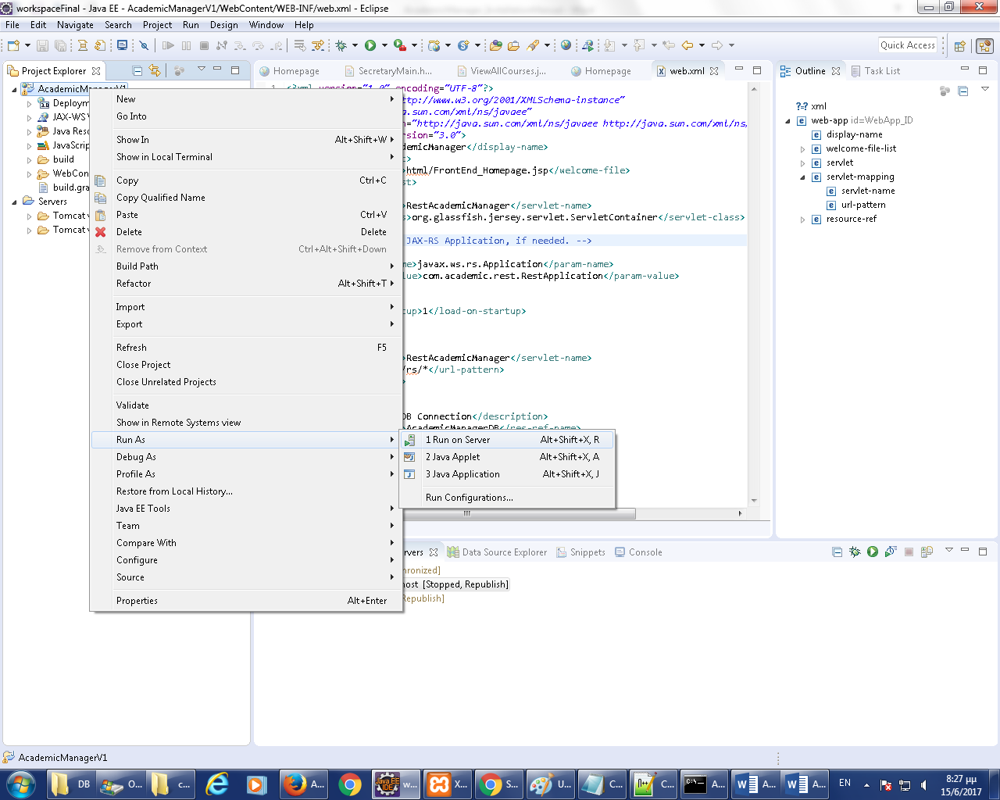 workspaceFinal - Java EE - AcademicManagerV1/WebContent/WEB-INF/web.xml - Eclipse
File Edit Navigate Search Project Run Design Window Help
Quick Access
Project Explorer
Homepage
SecretaryMain.h...
ViewAllCourses.j...
Homepage
web.xml
Outline
Task List
AcademicManagerV1
Deploym
JAX-WS
Java Reso
JavaScrip
build
WebCon
build.gra
Servers
Tomcat v
Tomcat v
New
Go Into
Show In Alt+Shift+W
Show in Local Terminal
Copy Ctrl+C
Copy Qualified Name
Paste Ctrl+V
Delete Delete
Remove from Context Ctrl+Alt+Shift+Down
Build Path
Refactor Alt+Shift+T
Import
Export
Refresh F5
Close Project
Close Unrelated Projects
Validate
Show in Remote Systems view
Run As
Debug As
Profile As
Restore from Local History...
Java EE Tools
Team
Compare With
Configure
Source
Properties Alt+Enter
1 Run on Server Alt+Shift+X, R
2 Java Applet Alt+Shift+X, A
3 Java Application Alt+Shift+X, J
Run Configurations...
1 <?xml version="1.0" encoding="UTF-8"?>
http://www.w3.org/2001/XMLSchema-instance"
a.sun.com/xml/ns/javaee"
n="http://java.sun.com/xml/ns/javaee http://java.sun.com/xml/ns/
ersion="3.0">
demicManager</display-name>
t>
html/FrontEnd_Homepage.jsp</welcome-file>
st>
RestAcademicManager</servlet-name>
s>org.glassfish.jersey.servlet.ServletContainer</servlet-class>
JAX-RS Application, if needed. -->
me>javax.ws.rs.Application</param-name>
lue>com.academic.rest.RestApplication</param-value>
tup>1</load-on-startup>
RestAcademicManager</servlet-name>
/rs/*</url-pattern>
>
DB Connection</description>
AcademicManagerDB</res-ref-name>
xml
web-app id=WebApp_ID
display-name
welcome-file-list
servlet
servlet-mapping
servlet-name
url-pattern
resource-ref
rvers
Data Source Explorer
Snippets
Console
hronized]
host [Stopped, Republish]
Republish]
AcademicManagerV1
DB
O...
c...
A...
w...
X...
S...
U...
C...
C...
A...
A...
A...
EN
8:27 μμ
15/6/2017